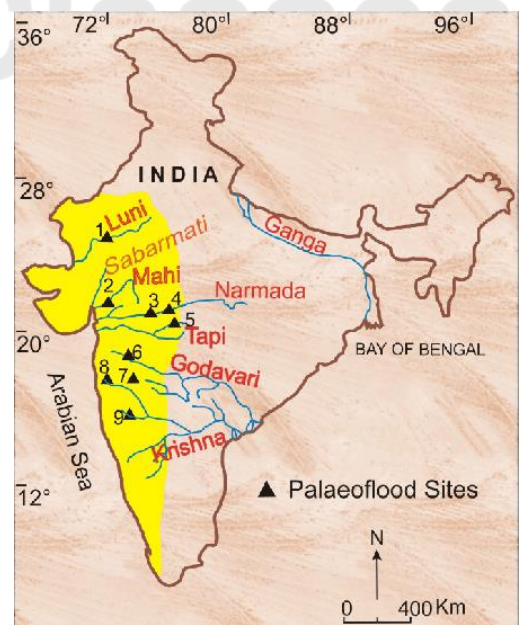 72° 80° 88° 96°
36°
INDIA
28°
1 Luni
Ganga
Sabarmati
2 Mahi
3 4 Narmada
5
Tapi
20°
BAY OF BENGAL
6
Godavari
8 7
9
Arabian Sea
Krishna
Palaeoflood Sites
12°
N
0 400 Km